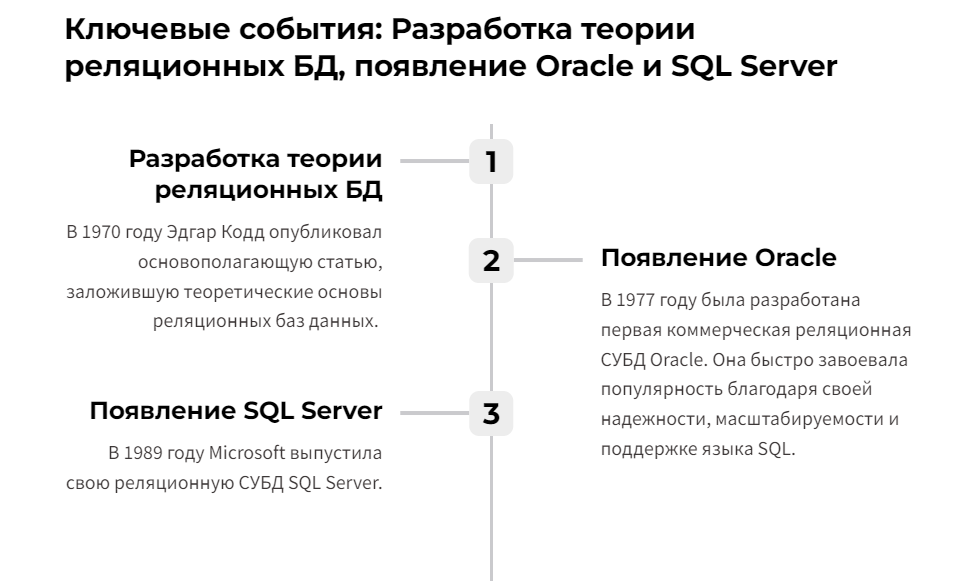 Ключевые события: Разработка теории
реляционных БД, появление Oracle и SQL Server
1
Разработка теории
реляционных БД
В 1970 году Эдгар Кодд опубликовал
основополагающую статью,
заложившую теоретические основы
реляционных баз данных.
2
Появление Oracle
В 1977 году была разработана
первая коммерческая реляционная
СУБД Oracle. Она быстро завоевала
популярность благодаря своей
надежности, масштабируемости и
поддержке языка SQL.
3
Появление SQL Server
В 1989 году Microsoft выпустила
свою реляционную СУБД SQL Server.